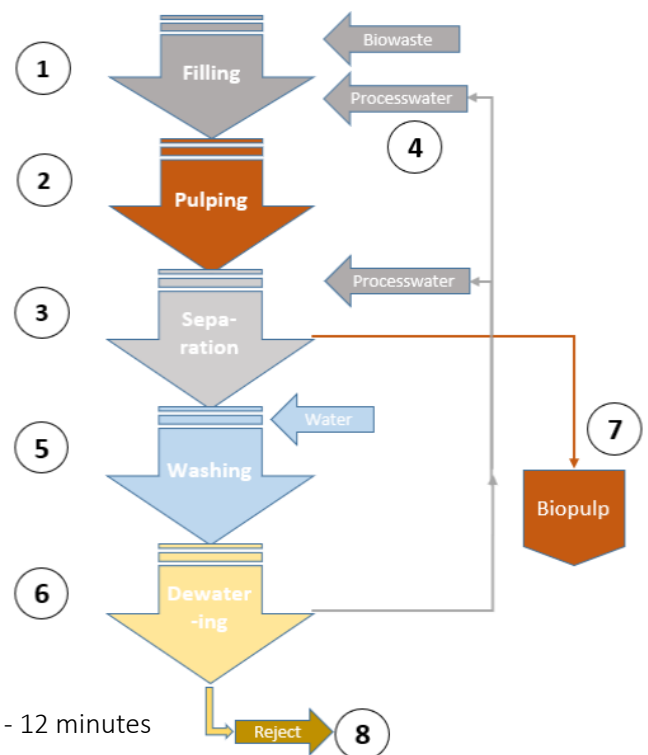 1
Filling
Biowaste
Processwater
4
2
Pulping
Processwater
3
Sepa-
ration
Water
7
5
Washing
Biopulp
6
Dewater
-ing
- 12 minutes
Reject
8